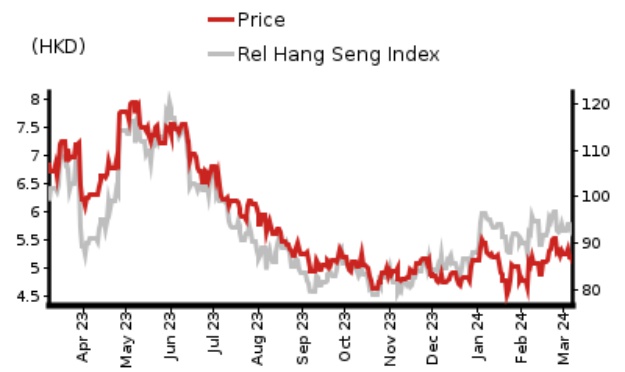 Price
(HKD)
Rel Hang Seng Index
8
7.5
7
6.5
6
5.5
5
4.5
120
110
100
90
80
Apr 23
May 23
Jun 23
Jul 23
Aug 23
Sep 23
Oct 23
Nov 23
Dec 23
Jan 24
Feb 24
Mar 24